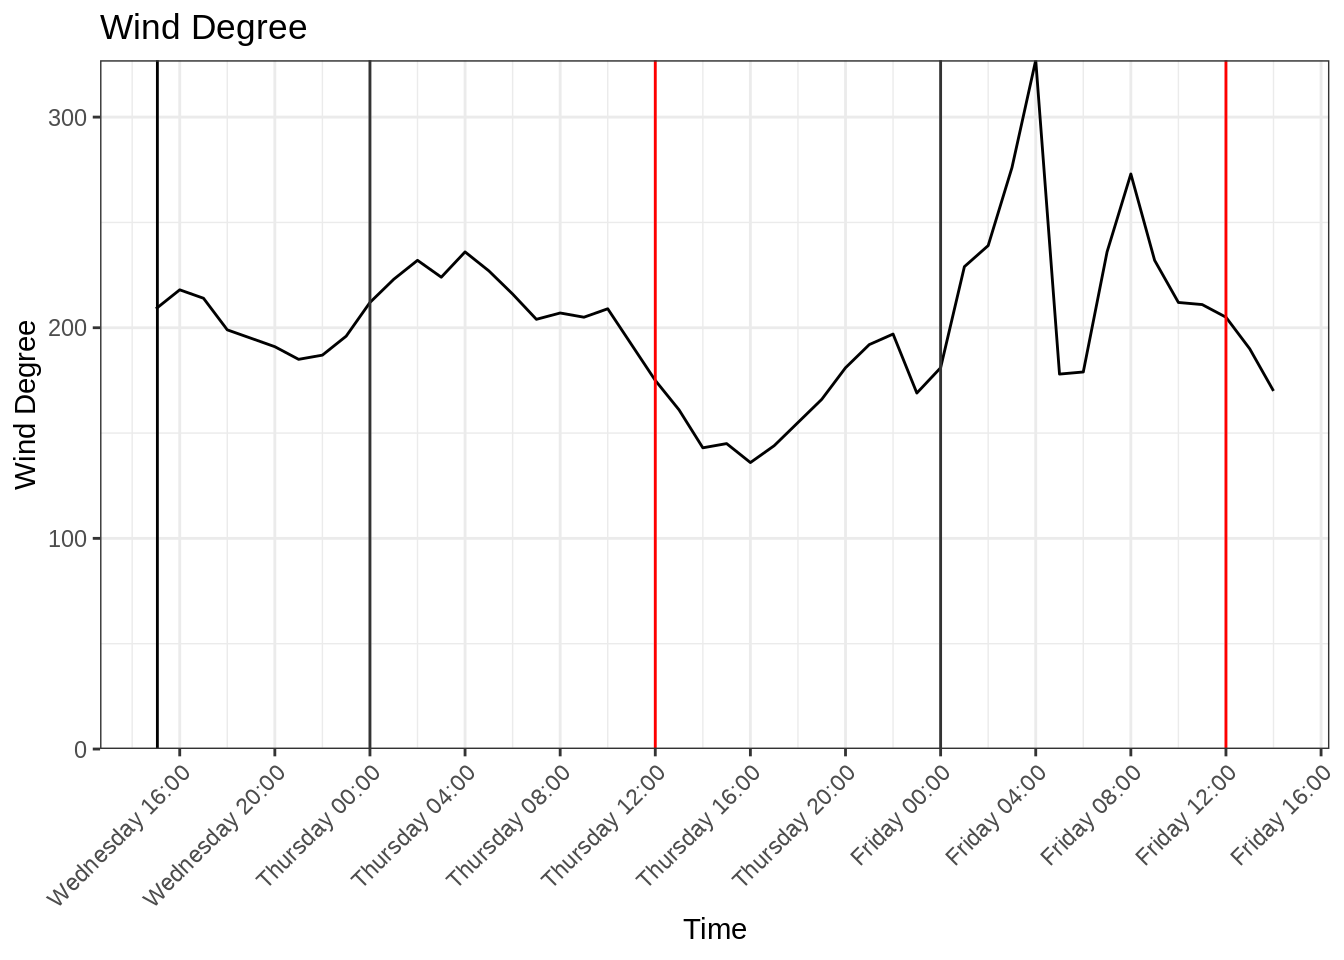 Wind Degree
Wind Degree
300
200
100
0
Wednesday 16:00
Wednesday 20:00
Thursday 00:00
Thursday 04:00
Thursday 08:00
Thursday 12:00
Thursday 16:00
Thursday 20:00
Friday 00:00
Friday 04:00
Friday 08:00
Friday 12:00
Friday 16:00
Time